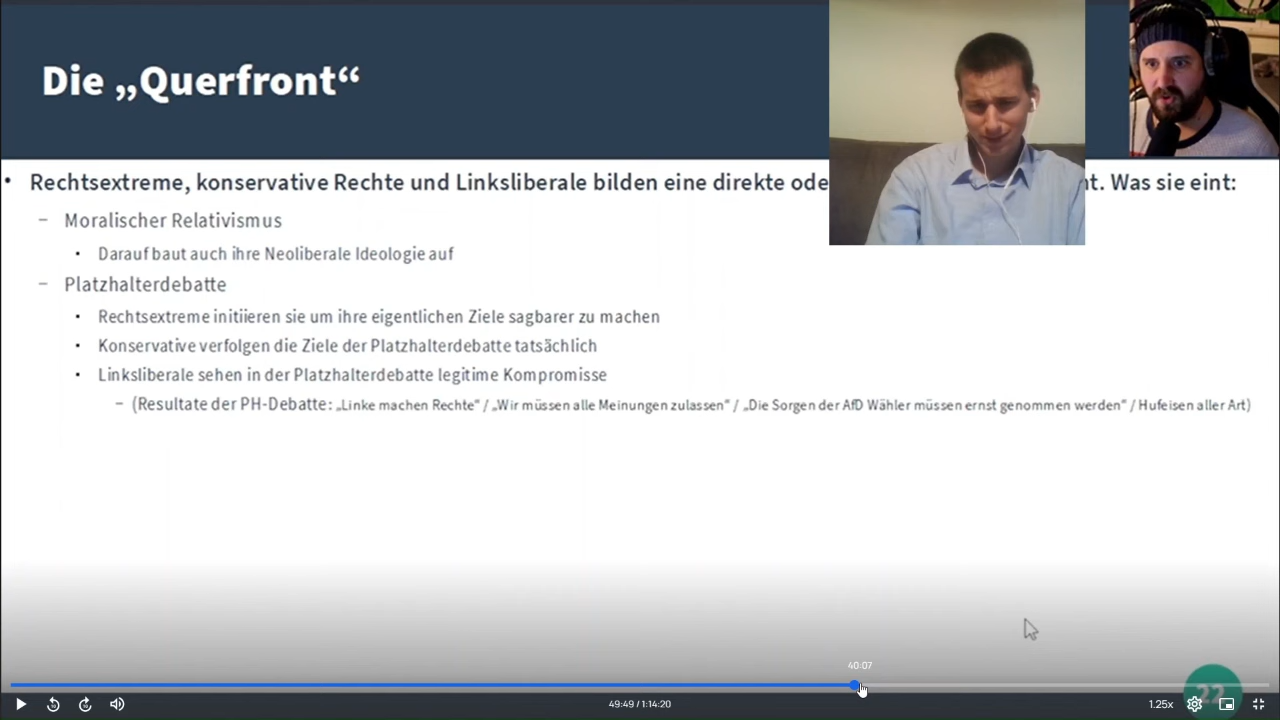 Die „Querfront“
• Rechtsextreme, konservative Rechte und Linksliberale bilden eine direkte ode nt. Was sie eint:
– Moralischer Relativismus
• Darauf baut auch ihre Neoliberale Ideologie auf
– Platzhalterdebatte
• Rechtsextreme initiieren sie um ihre eigentlichen Ziele sagbarer zu machen
• Konservative verfolgen die Ziele der Platzhalterdebatte tatsächlich
• Linksliberale sehen in der Platzhalterdebatte legitime Kompromisse
– (Resultate der PH-Debatte: „Linke machen Rechte“ / „Wir müssen alle Meinungen zulassen“ / „Die Sorgen der AfD Wähler müssen ernst genommen werden“ / Hufeisen aller Art)
40:07
22
49:49 / 1:14:20
1.25x